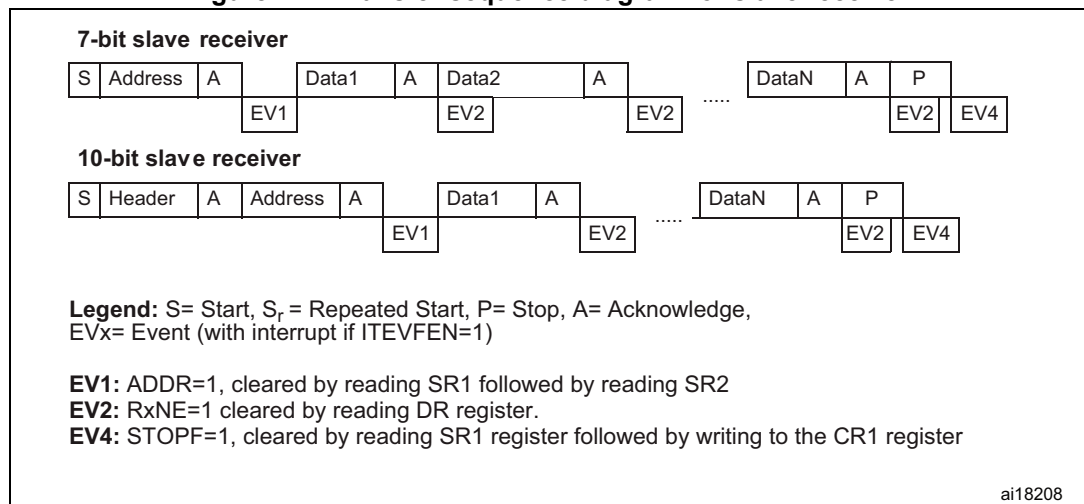 7-bit slave receiver
S Address A Data1 A Data2 A ..... DataN A P
EV1 EV2 EV2 EV2 EV4
10-bit slave receiver
S Header A Address A Data1 A ..... DataN A P
EV1 EV2 EV2 EV4
Legend: S= Start, Sr = Repeated Start, P= Stop, A= Acknowledge,
EVx= Event (with interrupt if ITEVFEN=1)
EV1: ADDR=1, cleared by reading SR1 followed by reading SR2
EV2: RxNE=1 cleared by reading DR register.
EV4: STOPF=1, cleared by reading SR1 register followed by writing to the CR1 register
ai18208